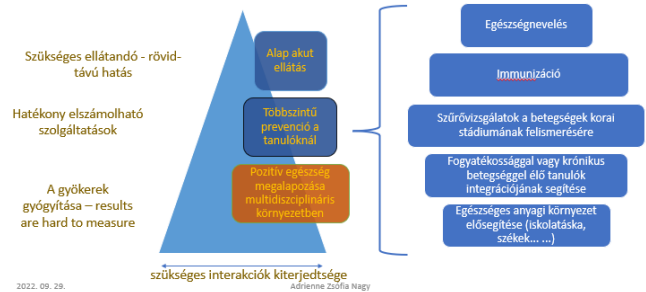 Szükséges ellátandó - rövid-
távú hatás
Hatékony elszámolható
szolgáltatások
A gyökerek
gyógyítása – results
are hard to measure
Alap akut
ellátás
Többszintű
prevenció a
tanulóknál
Pozitív egészség
megalapozása
multidiszciplináris
környezetben
Egészségnevelés
Immunizáció
Szűrővizsgálatok a betegségek korai
stádiumának felismerésére
Fogyatékossággal vagy krónikus
betegséggel élő tanulók
integrációjának segítése
Egészséges anyagi környezet
elősegítése (iskolatáska,
székek... ...)
szükséges interakciók kiterjedtsége
2022. 09. 29.
Adrienne Zsófia Nagy